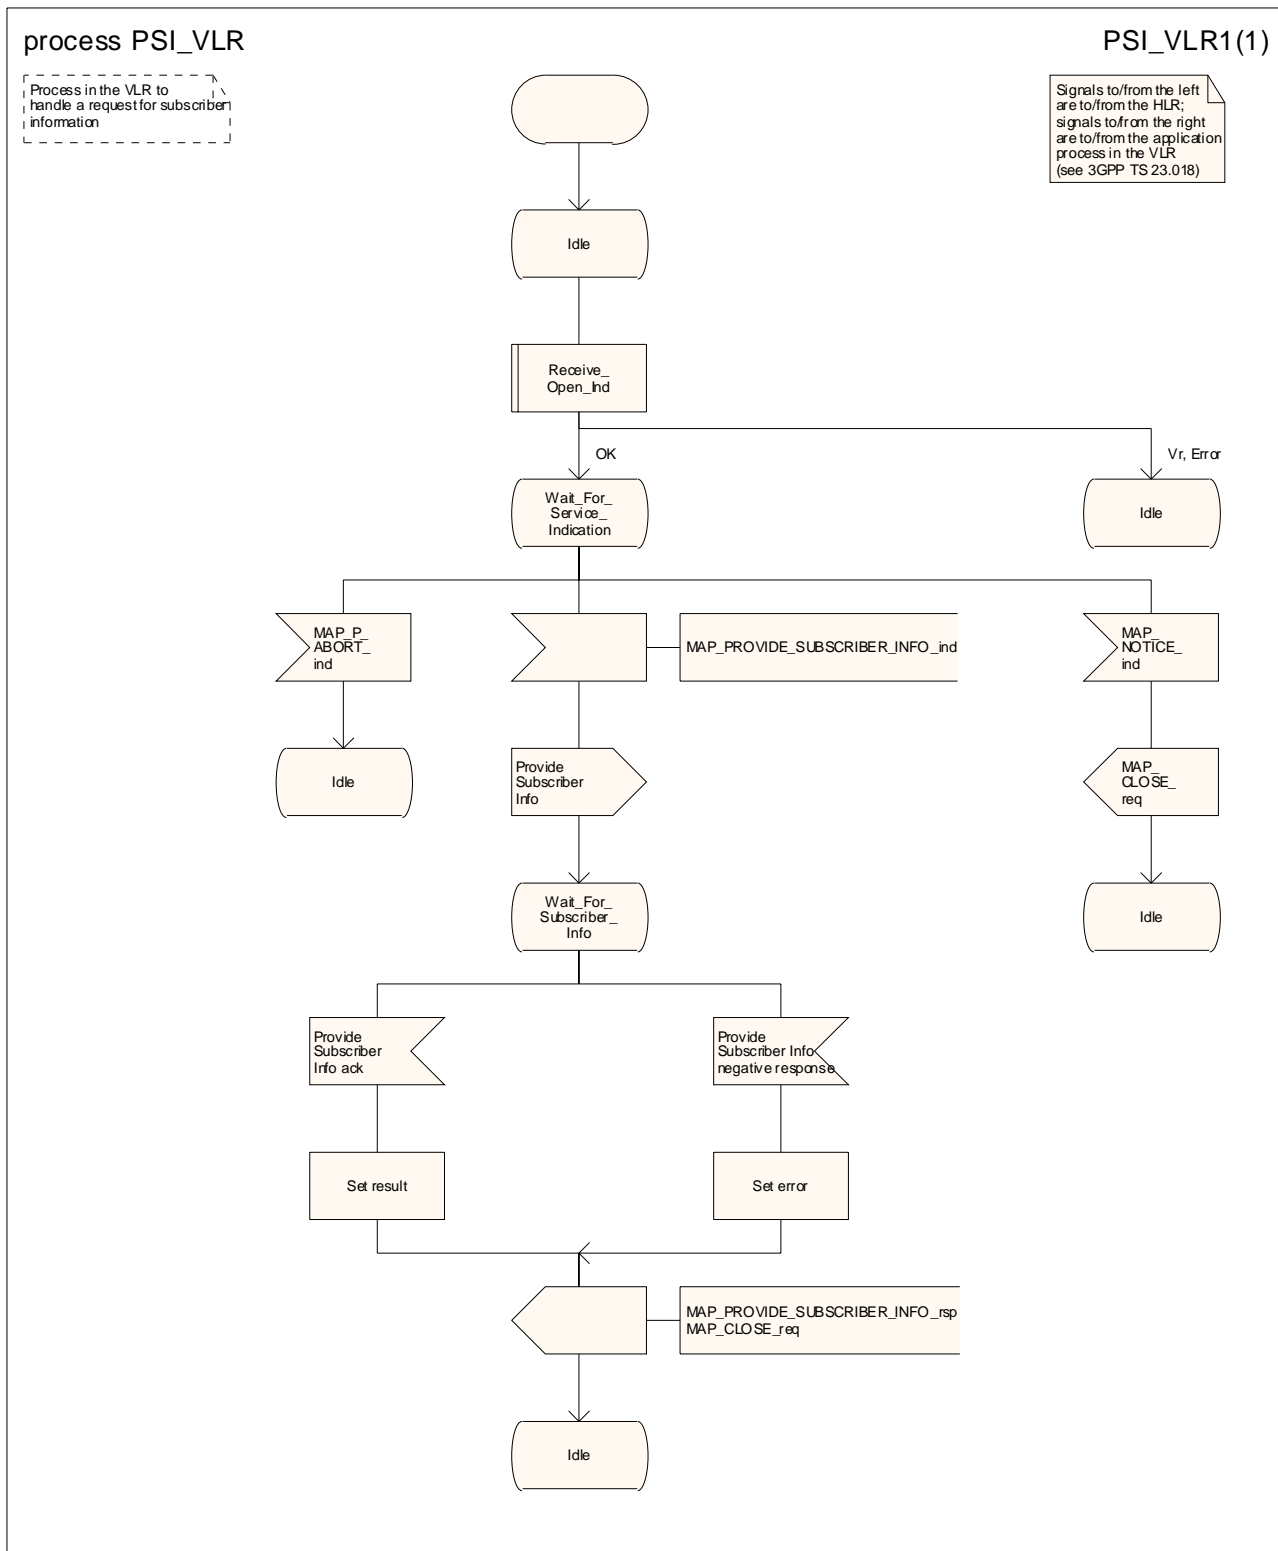 process PSI_VLR
PSI_VLR1(1)
Process in the VLR to
handle a request for subscriber
information
Signals to/from the left
are to/from the HLR;
signals to/from the right
are to/from the application
process in the VLR
(see 3GPP TS 23.018)
Idle
Receive_
Open_Ind
OK
Vr, Error
Wait_For_
Service_
Indication
Idle
MAP_P_
ABORT_
ind
MAP_PROVIDE_SUBSCRIBER_INFO_ind
MAP_
NOTICE_
ind
Idle
Provide
Subscriber
Info
MAP_
CLOSE_
req
Wait_For_
Subscriber_
Info
Idle
Provide
Subscriber
Info ack
Provide
Subscriber Info
negative response
Set result
Set error
MAP_PROVIDE_SUBSCRIBER_INFO_rsp
MAP_CLOSE_req
Idle